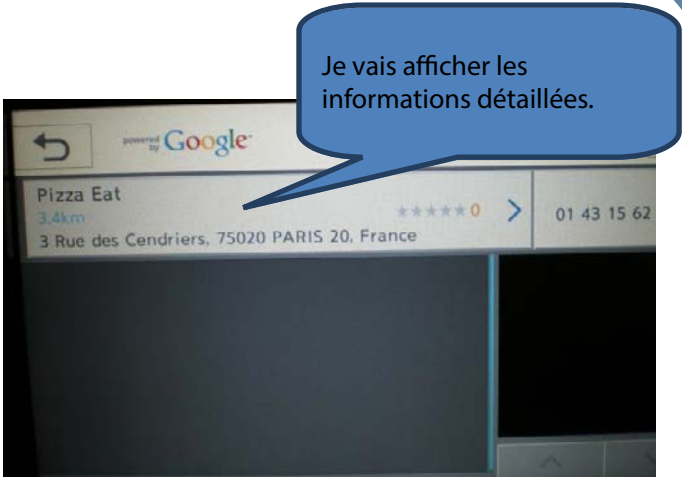 Je vais afficher les
informations détaillées.
powered by Google
Pizza Eat
3,4km
0
3 Rue des Cendriers, 75020 PARIS 20, France
01 43 15 62